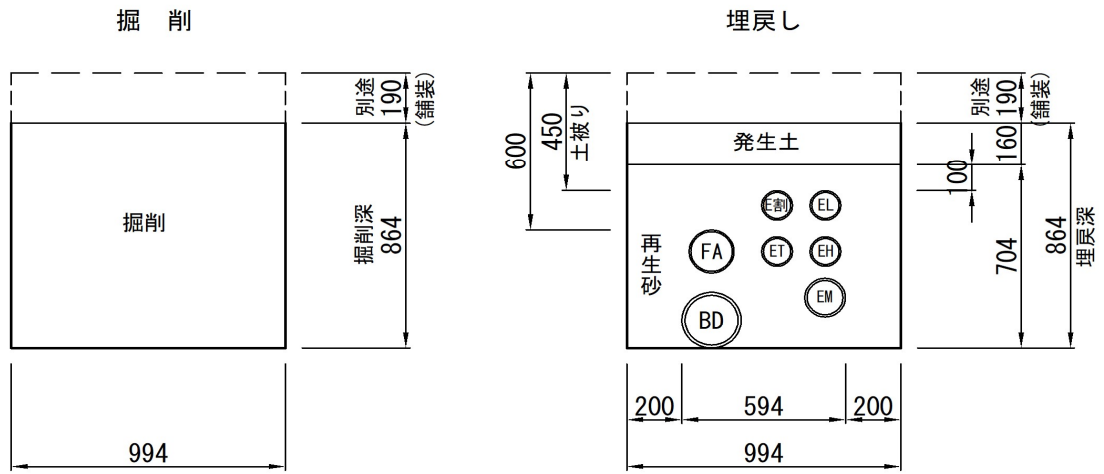 掘　削
別途
190
(舗装)
掘削
掘削深
864
994
埋戻し
600
450
土被り
別途
190
(舗装)
発生土
160
100
E割
EL
再生砂
FA
ET
EH
EM
BD
704
864
埋戻深
200
594
200
994